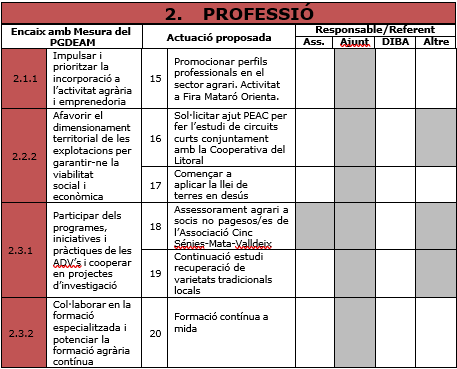 2. PROFESSIÓ
Encaix amb Mesura del
PGDEAM
Actuació proposada
Responsable/Referent
Ass. Ajunt DIBA Altre
2.1.1
Impulsar i
prioritzar la
incorporació a
l'activitat agrària
i emprenedoria
15
Promocionar perfils
professionals en el
sector agrari. Activitat
a Fira Mataró Orienta.
2.2.2
Afavorir el
dimensionament
territorial de les
explotacions per
garantir-ne la
viabilitat
social i
econòmica
16
Sol·licitar ajut PEAC per
fer l'estudi de circuits
curts conjuntament
amb la Cooperativa del
Litoral
17
Començar a
aplicar la llei de
terres en desús
2.3.1
Participar dels
programes,
iniciatives i
pràctiques de les
ADV's i cooperar
en projectes
d'investigació
18
Assessorament agrari a
socis no pagesos/es de
l'Associació Cinc
Sénies-Mata-Valldeix
19
Continuació estudi
recuperació de
varietats tradicionals
locals
2.3.2
Col·laborar en la
formació
especialitzada i
potenciar la
formació agrària
contínua
20
Formació contínua a
mida